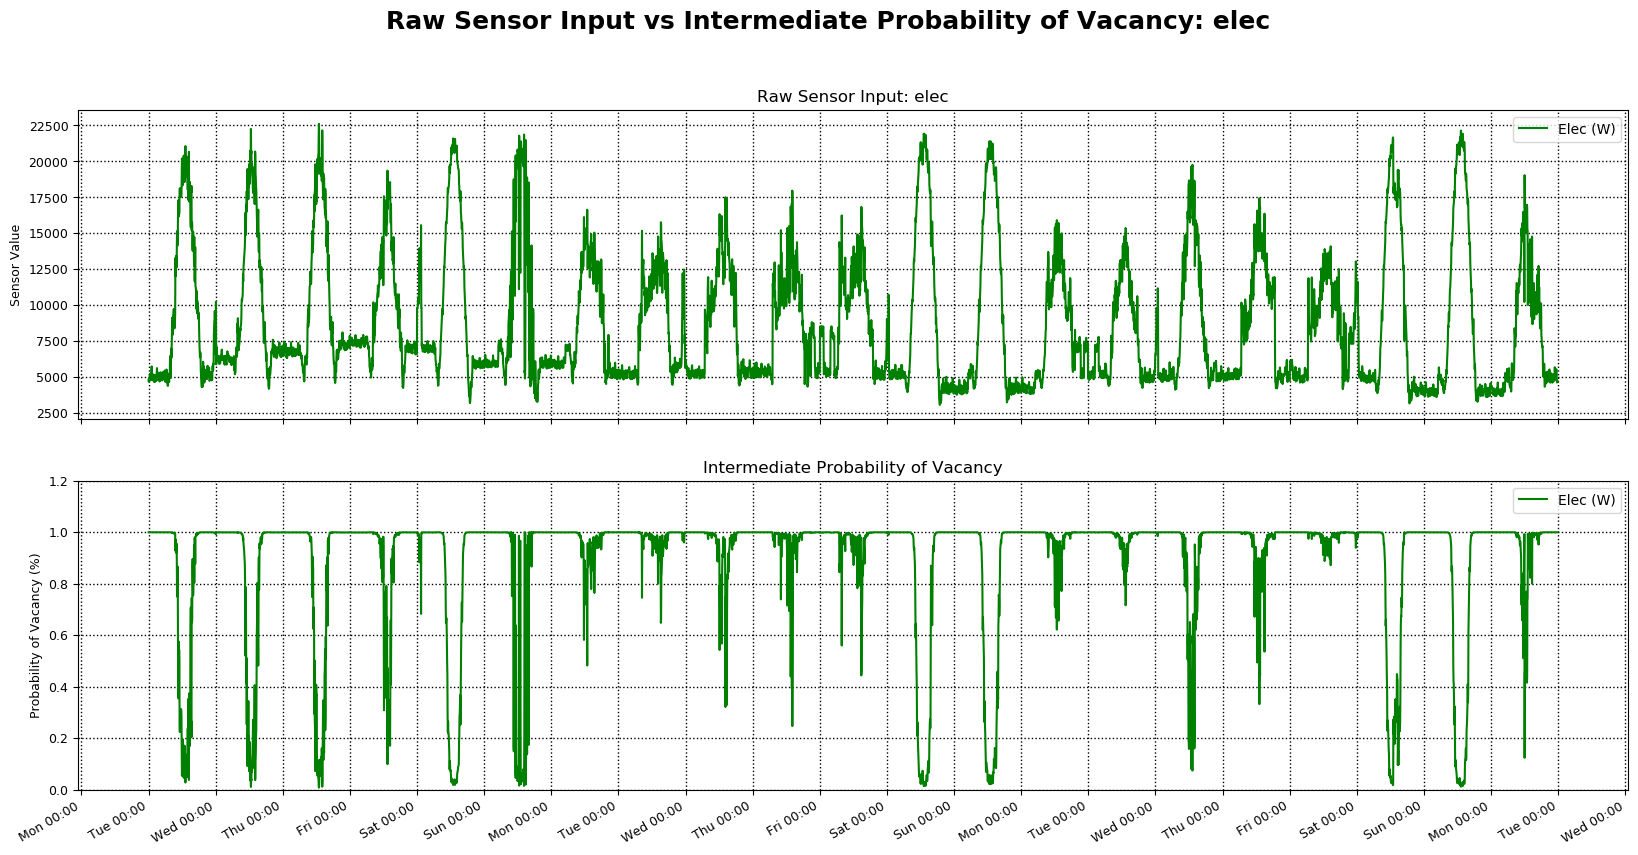 Raw Sensor Input vs Intermediate Probability of Vacancy: elec
Raw Sensor Input: elec
Elec (W)
Sensor Value
22500
20000
17500
15000
12500
10000
7500
5000
2500
Intermediate Probability of Vacancy
Elec (W)
Probability of Vacancy (%)
1.2
1.0
0.8
0.6
0.4
0.2
0.0
Mon 00:00
Tue 00:00
Wed 00:00
Thu 00:00
Fri 00:00
Sat 00:00
Sun 00:00
Mon 00:00
Tue 00:00
Wed 00:00
Thu 00:00
Fri 00:00
Sat 00:00
Sun 00:00
Mon 00:00
Tue 00:00
Wed 00:00
Thu 00:00
Fri 00:00
Sat 00:00
Sun 00:00
Mon 00:00
Tue 00:00
Wed 00:00